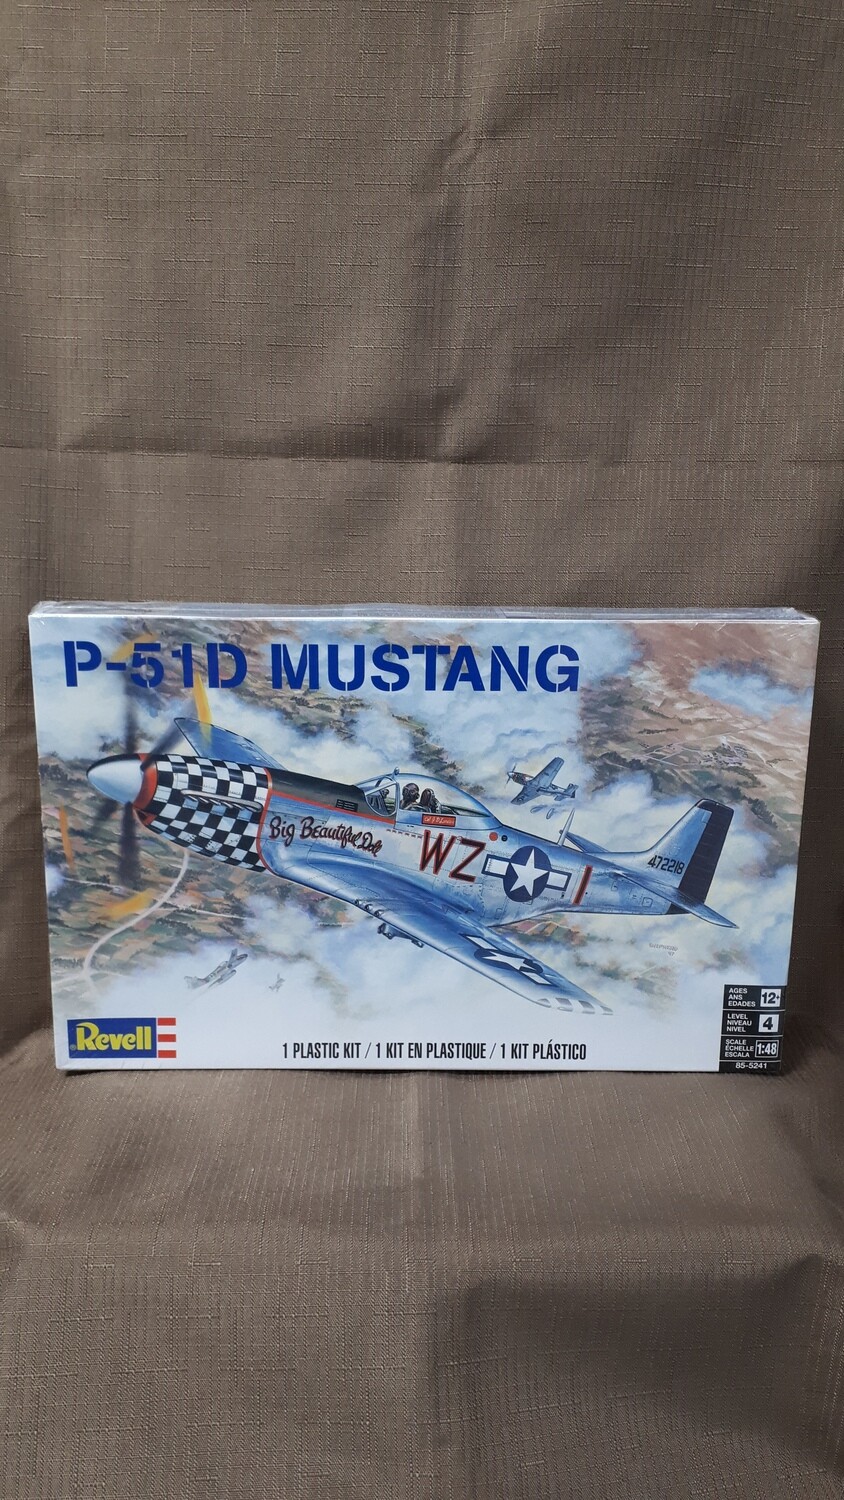 P-51D MUSTANG
Big Beautiful Doll
WZ
I
472218
Revell
1 PLASTIC KIT / 1 KIT EN PLASTIQUE / 1 KIT PLÁSTICO
AGES
ANS
EDADES
12+
LEVEL
NIVEAU
NIVEL
4
SCALE
ÉCHELLE
ESCALA
1:48
85-5241